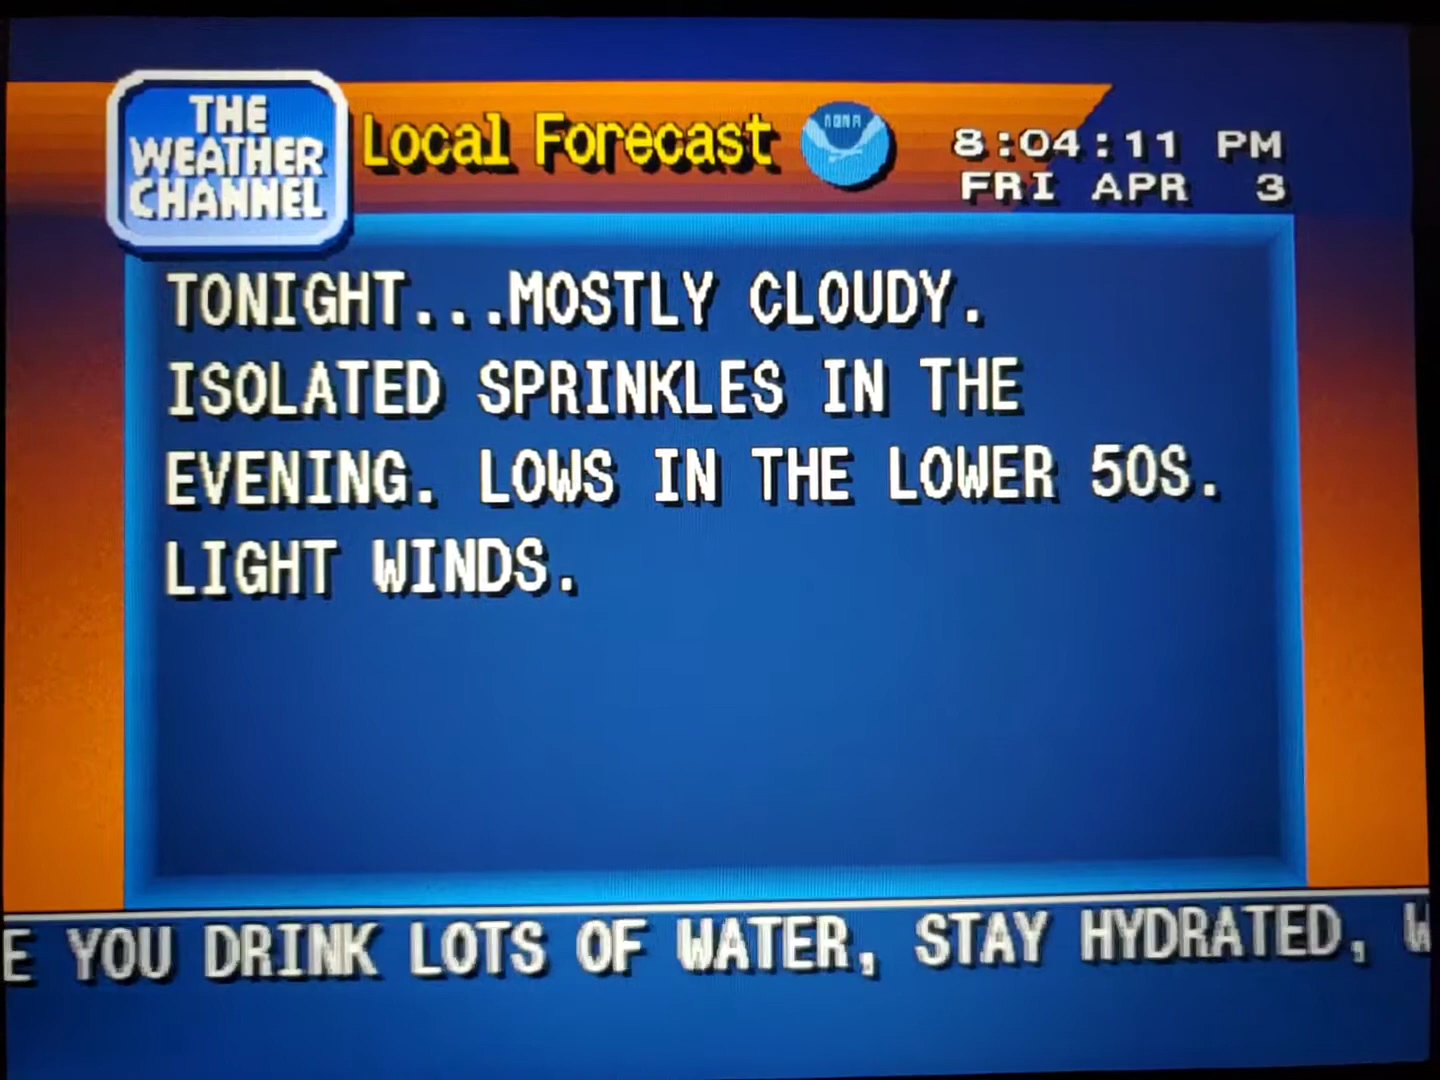 THE
WEATHER
CHANNEL
Local Forecast
NOAA
8:04:11 PM
FRI APR 3
TONIGHT...MOSTLY CLOUDY.
ISOLATED SPRINKLES IN THE
EVENING. LOWS IN THE LOWER 50S.
LIGHT WINDS.
E YOU DRINK LOTS OF WATER, STAY HYDRATED, W